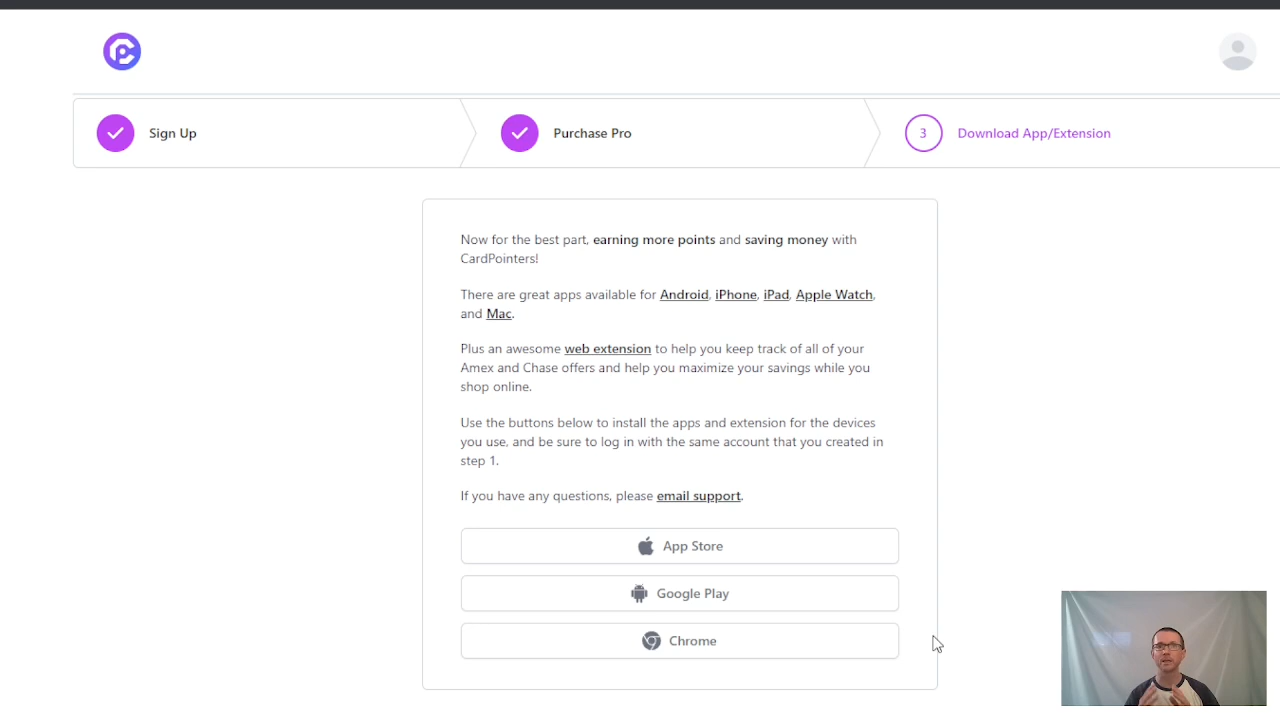 Sign Up
Purchase Pro
3
Download App/Extension
Now for the best part, earning more points and saving money with
CardPointers!
There are great apps available for Android, iPhone, iPad, Apple Watch,
and Mac.
Plus an awesome web extension to help you keep track of all of your
Amex and Chase offers and help you maximize your savings while you
shop online.
Use the buttons below to install the apps and extension for the devices
you use, and be sure to log in with the same account that you created in
step 1.
If you have any questions, please email support.
App Store
Google Play
Chrome